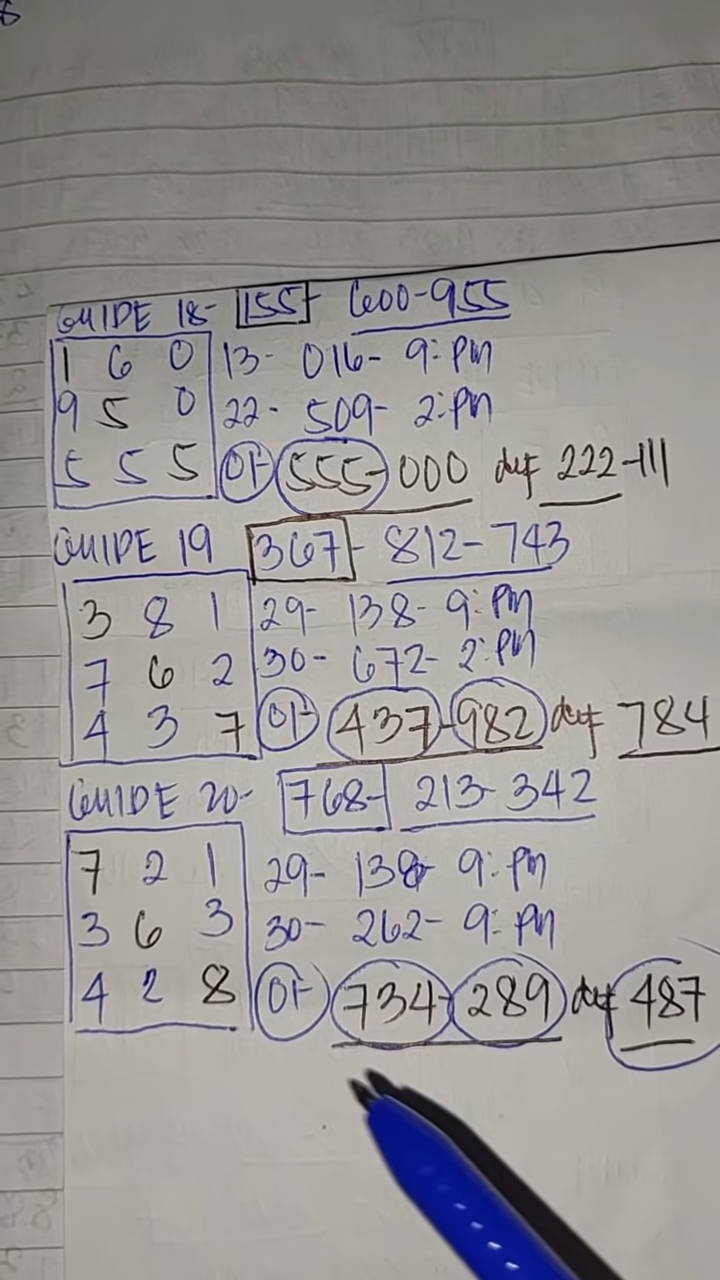 GUIDE 18- 155- 600-955
1 6 0 13- 016- 9:PM
9 5 0 22- 509- 2:PM
5 5 5 01- 555-000 def 222-111
GUIDE 19 367- 812-743
3 8 1 29- 138- 9:PM
7 6 2 30- 672- 2:PM
4 3 7 01- 437-982 def 784
GUIDE 20- 768- 213-342
7 2 1 29- 138- 9:PM
3 6 3 30- 262- 9:PM
4 2 8 01- 734-289 def 487